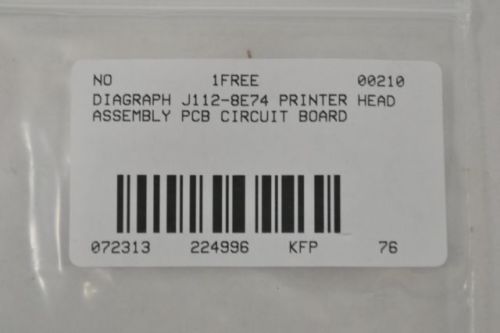 NO 1FREE 00210
DIAGRAPH J112-8E74 PRINTER HEAD
ASSEMBLY PCB CIRCUIT BOARD
072313 224996 KFP 76